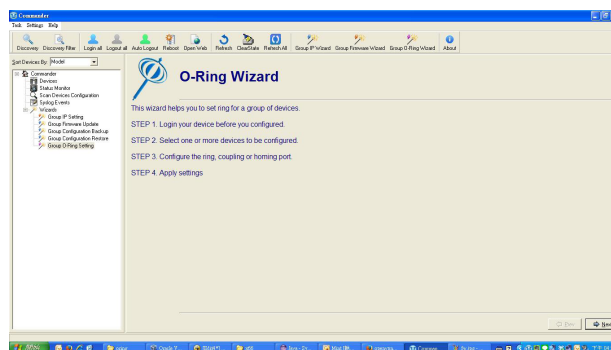 Commander
Task Settings Help
Discovery Discovery Filter Login all Logout all Auto Logout Reboot Open Web Refresh ClearState Refresh All Group IP Wizard Group Firmware Wizard Group O-Ring Wizard About
Sort Devices By: Model
Commander
Devices
Status Monitor
Scan Devices Configuration
Syslog Events
Wizards
Group IP Setting
Group Firmware Update
Group Configuration Backup
Group Configuration Restore
Group O-Ring Setting
O-Ring Wizard
This wizard helps you to set ring for a group of devices.
STEP 1. Login your device before you configured.
STEP 2. Select one or more devices to be configured.
STEP 3. Configure the ring, coupling or homing port.
STEP 4. Apply settings